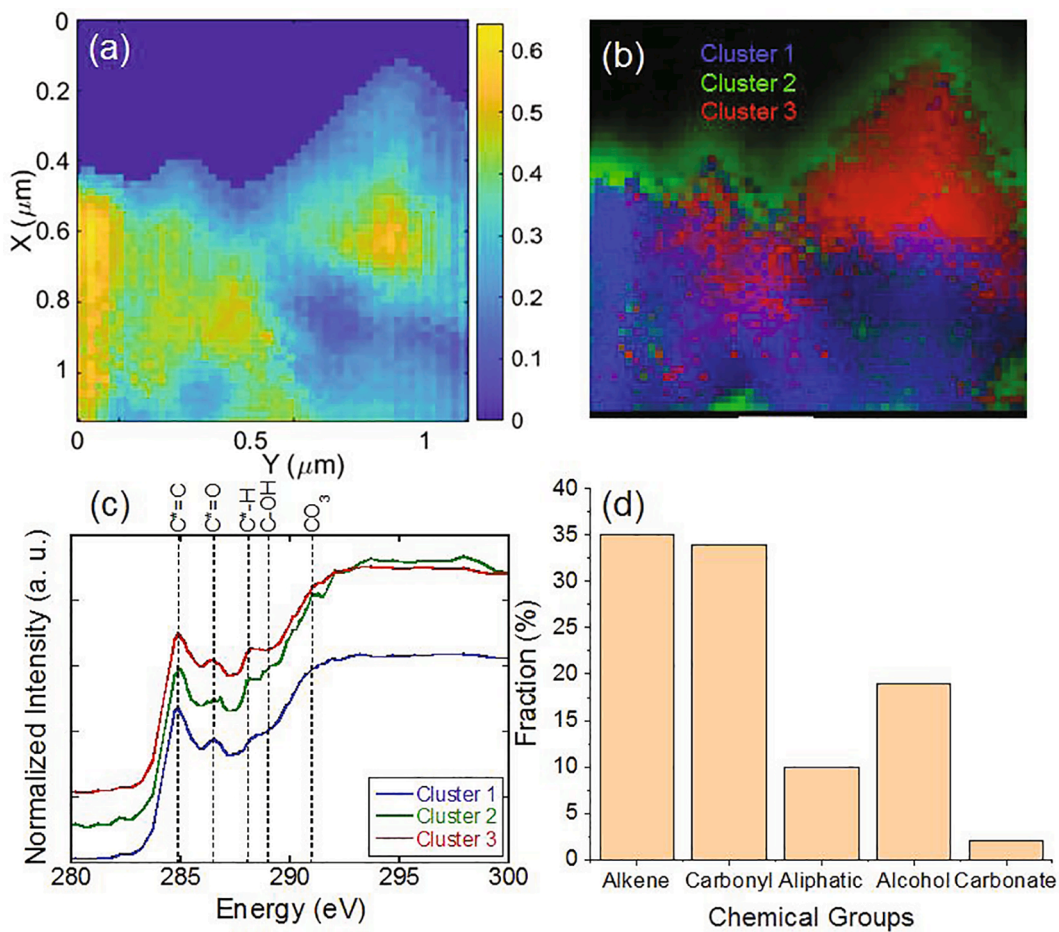 (a)
0
0.2
0.4
0.6
0.8
1
X (μm)
0 0.5 1
Y (μm)
0.6
0.5
0.4
0.3
0.2
0.1
0
(b)
Cluster 1
Cluster 2
Cluster 3
(c)
C*=C
C*=O
C*-H
C-OH
CO3
Normalized Intensity (a. u.)
Cluster 1
Cluster 2
Cluster 3
280 285 290 295 300
Energy (eV)
(d)
40
35
30
25
20
15
10
5
0
Fraction (%)
Alkene Carbonyl Aliphatic Alcohol Carbonate
Chemical Groups